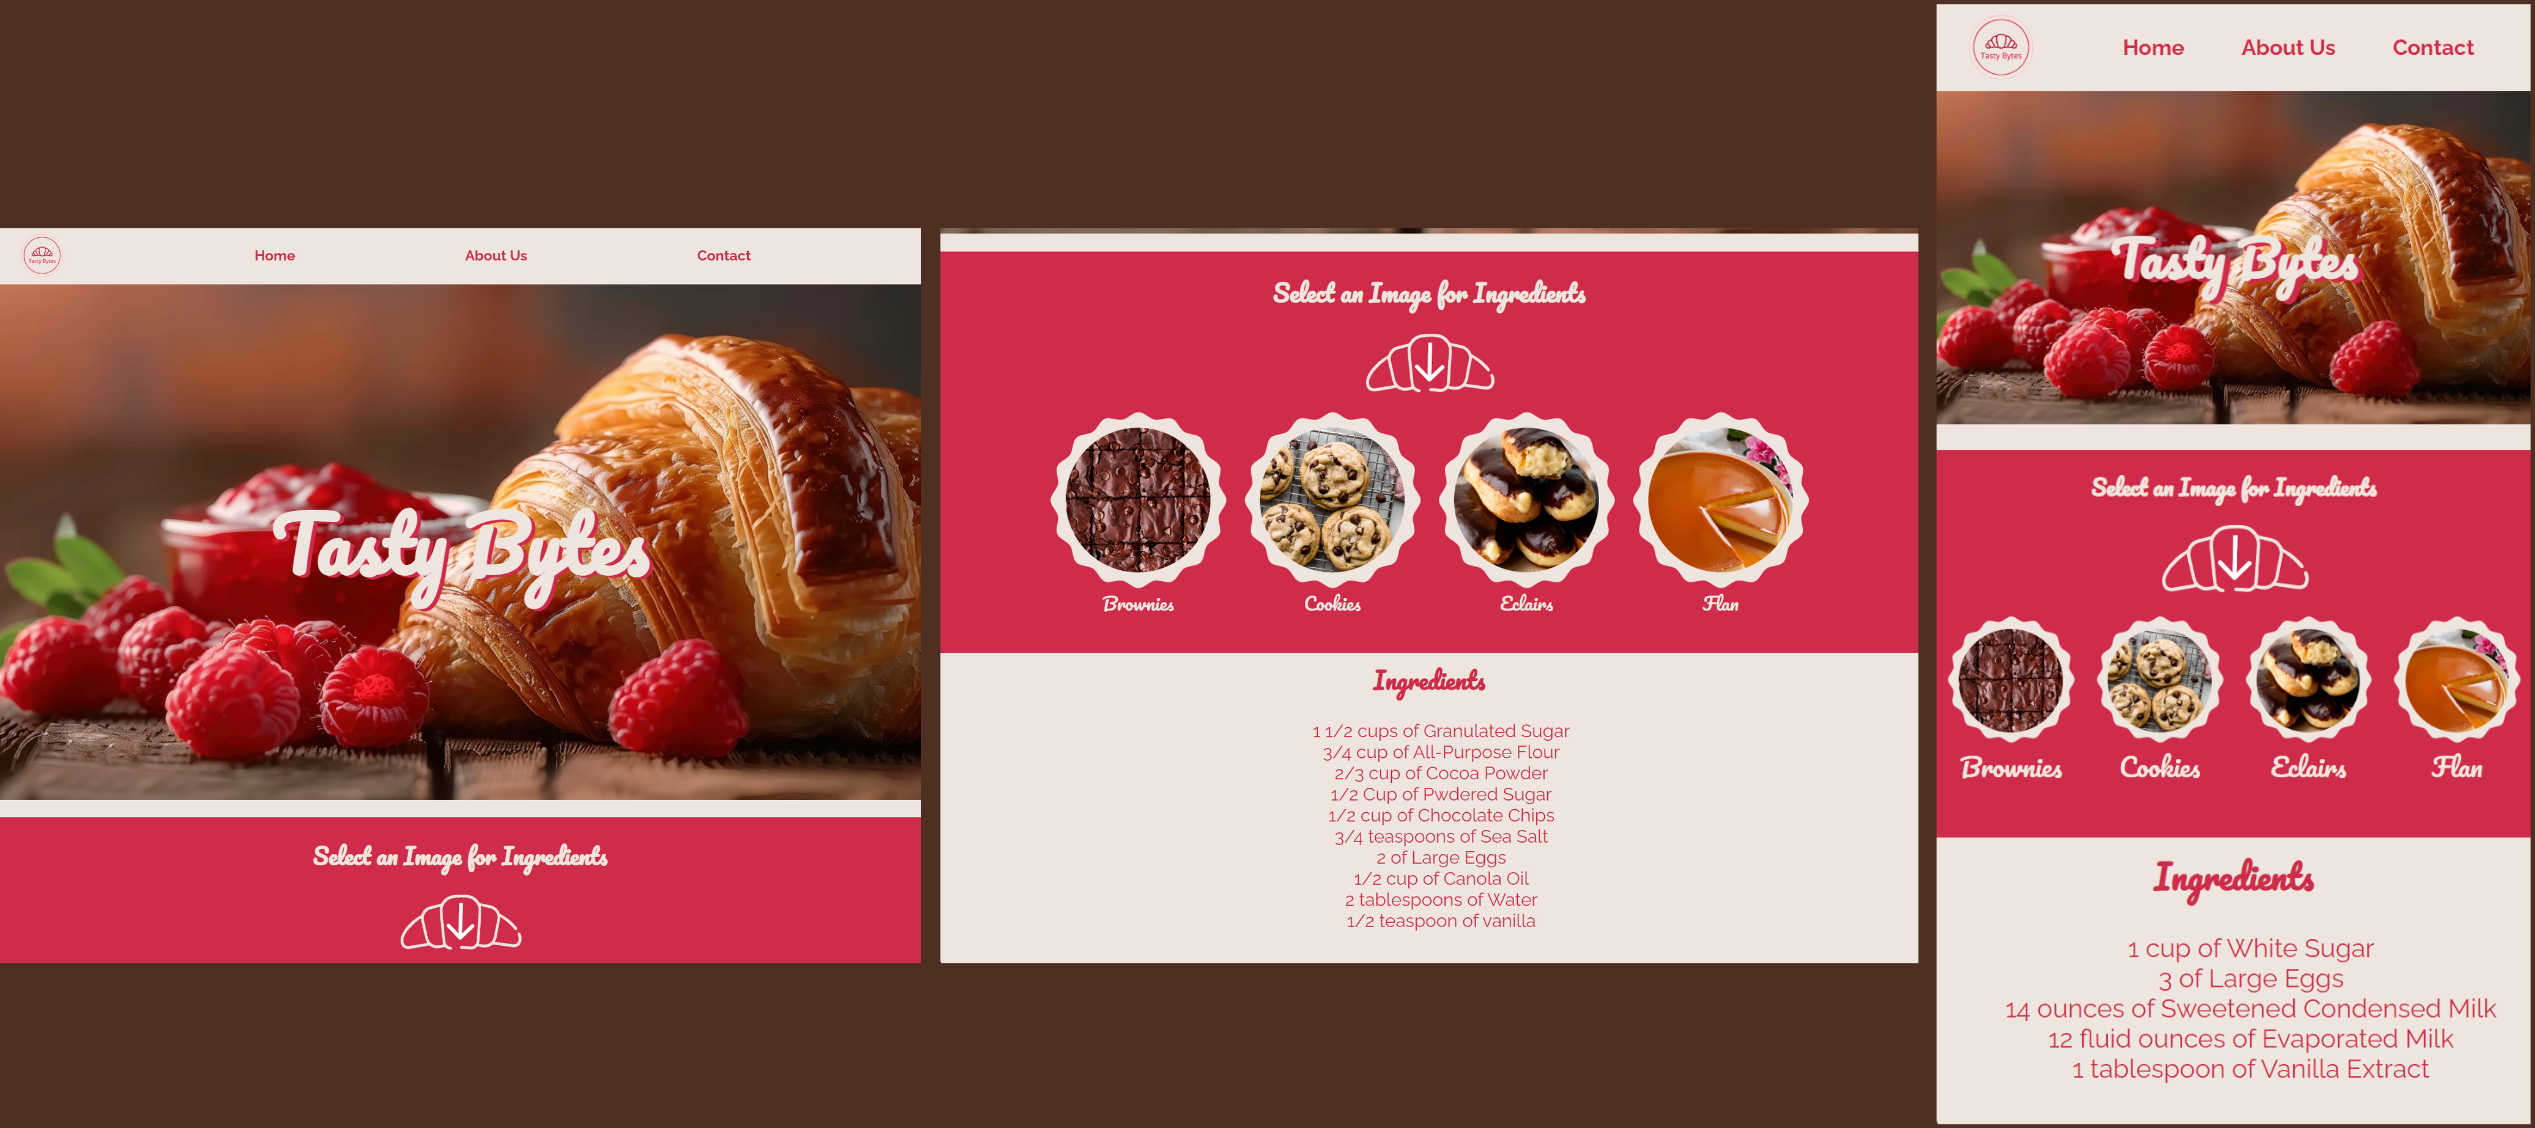 Tasty Bytes
Home
About Us
Contact
Tasty Bytes
Select an Image for Ingredients
Select an Image for Ingredients
Brownies
Cookies
Eclairs
Flan
Ingredients
1 1/2 cups of Granulated Sugar
3/4 cup of All-Purpose Flour
2/3 cup of Cocoa Powder
1/2 Cup of Pwdered Sugar
1/2 cup of Chocolate Chips
3/4 teaspoons of Sea Salt
2 of Large Eggs
1/2 cup of Canola Oil
2 tablespoons of Water
1/2 teaspoon of vanilla
Tasty Bytes
Home
About Us
Contact
Tasty Bytes
Select an Image for Ingredients
Brownies
Cookies
Eclairs
Flan
Ingredients
1 cup of White Sugar
3 of Large Eggs
14 ounces of Sweetened Condensed Milk
12 fluid ounces of Evaporated Milk
1 tablespoon of Vanilla Extract